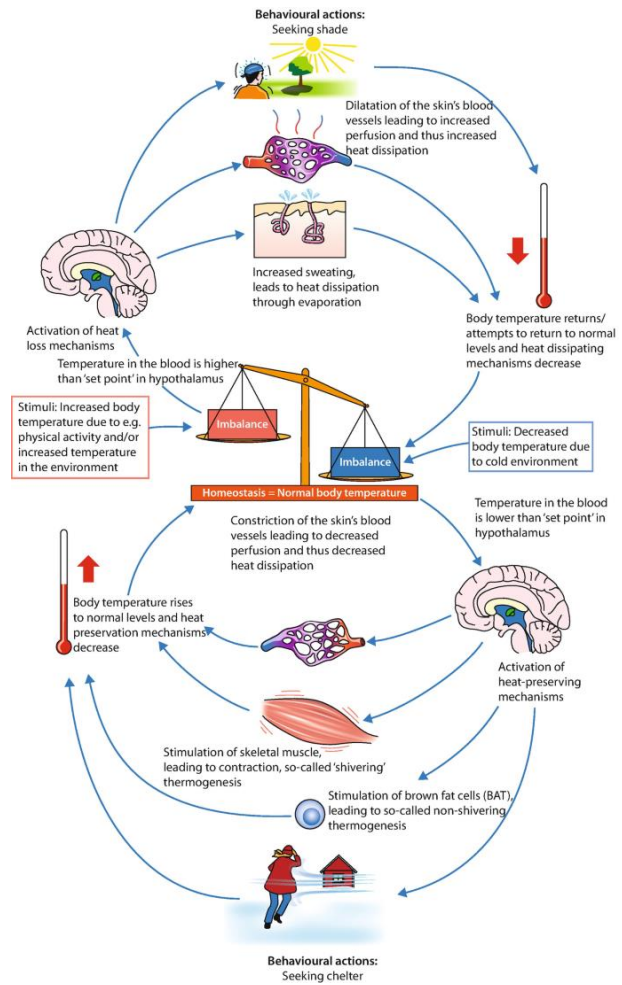 Behavioural actions:
Seeking shade
Dilatation of the skin's blood
vessels leading to increased
perfusion and thus increased
heat dissipation
Increased sweating,
leads to heat dissipation
through evaporation
Activation of heat
loss mechanisms
Body temperature returns/
attempts to return to normal
levels and heat dissipating
mechanisms decrease
Temperature in the blood is higher
than 'set point' in hypothalamus
Stimuli: Increased body
temperature due to e.g.
physical activity and/or
increased temperature
in the environment
Imbalance
Imbalance
Stimuli: Decreased
body temperature due
to cold environment
Homeostasis = Normal body temperature
Temperature in the blood
is lower than 'set point' in
hypothalamus
Constriction of the skin's blood
vessels leading to decreased
perfusion and thus decreased
heat dissipation
Body temperature rises
to normal levels and heat
preservation mechanisms
decrease
Activation of
heat-preserving
mechanisms
Stimulation of skeletal muscle,
leading to contraction, so-called 'shivering'
thermogenesis
Stimulation of brown fat cells (BAT),
leading to so-called non-shivering
thermogenesis
Behavioural actions:
Seeking chelter